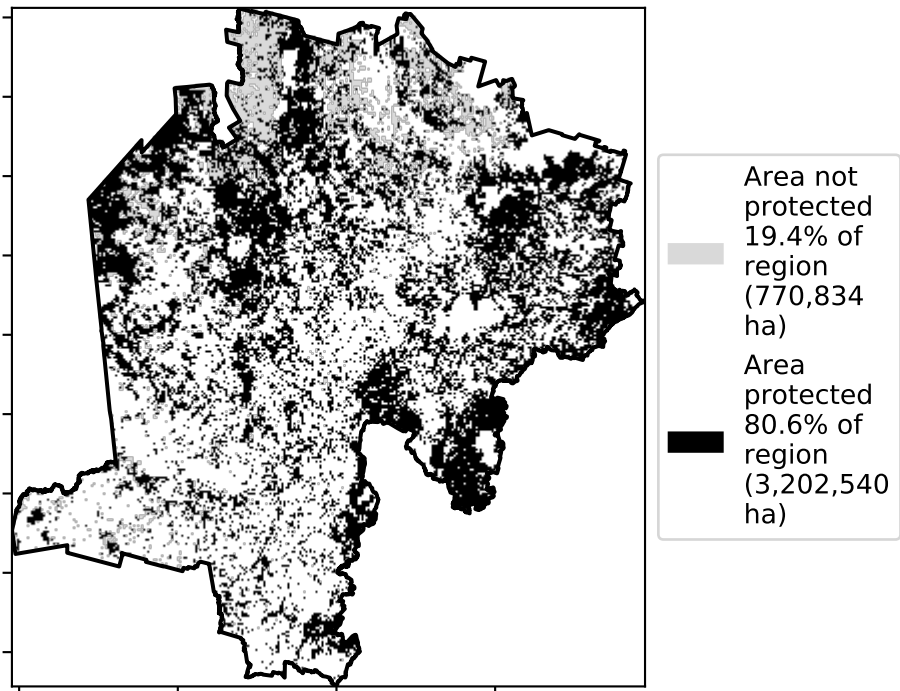 Area not
protected
19.4% of
region
(770,834
ha)
Area
protected
80.6% of
region
(3,202,540
ha)